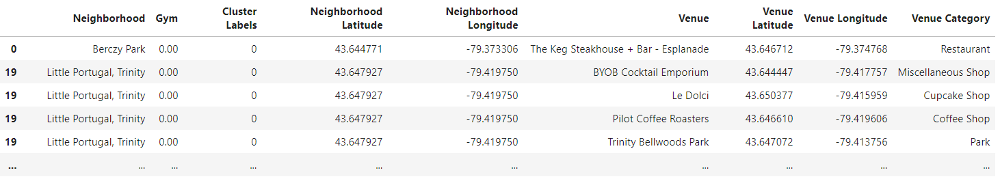 Neighborhood Gym Cluster Labels Neighborhood Latitude Neighborhood Longitude Venue Venue Latitude Venue Longitude Venue Category
0 Berczy Park 0.00 0 43.644771 -79.373306 The Keg Steakhouse + Bar - Esplanade 43.646712 -79.374768 Restaurant
19 Little Portugal, Trinity 0.00 0 43.647927 -79.419750 BYOB Cocktail Emporium 43.644447 -79.417757 Miscellaneous Shop
19 Little Portugal, Trinity 0.00 0 43.647927 -79.419750 Le Dolci 43.650377 -79.415959 Cupcake Shop
19 Little Portugal, Trinity 0.00 0 43.647927 -79.419750 Pilot Coffee Roasters 43.646610 -79.419606 Coffee Shop
19 Little Portugal, Trinity 0.00 0 43.647927 -79.419750 Trinity Bellwoods Park 43.647072 -79.413756 Park
... ... ... ... ... ... ... ... ... ...